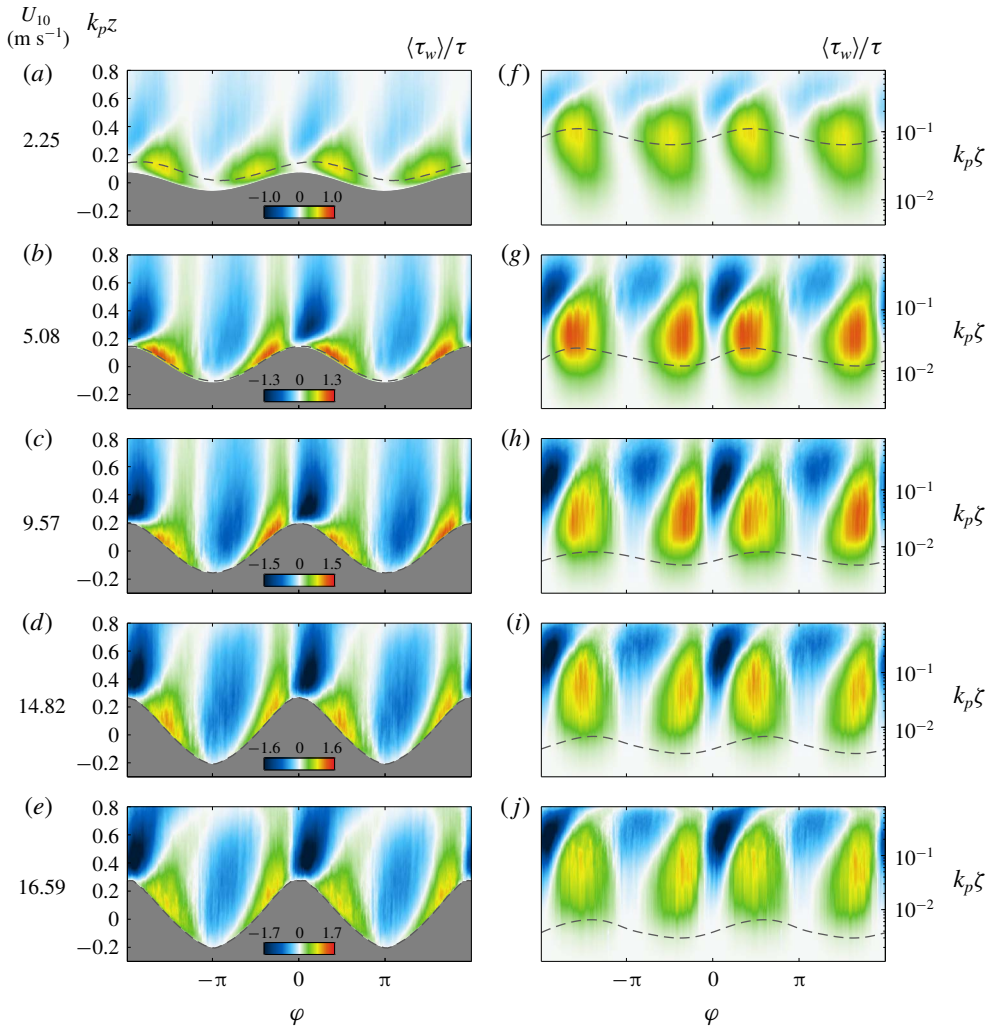 U10 kpz
(m s−1)
⟨τw⟩/τ ⟨τw⟩/τ
(a) 0.8 (f)
0.6
2.25 0.4 10−1 kpζ
0.2
0 −1.0 0 1.0 10−2
−0.2
(b) 0.8 (g)
0.6
5.08 0.4 10−1 kpζ
0.2
0 −1.3 0 1.3 10−2
−0.2
(c) 0.8 (h)
0.6
9.57 0.4 10−1 kpζ
0.2
0 −1.5 0 1.5 10−2
−0.2
(d) 0.8 (i)
0.6
14.82 0.4 10−1 kpζ
0.2
0 −1.6 0 1.6 10−2
−0.2
(e) 0.8 (j)
0.6
16.59 0.4 10−1 kpζ
0.2
0 −1.7 0 1.7 10−2
−0.2
−π 0 π −π 0 π
φ φ